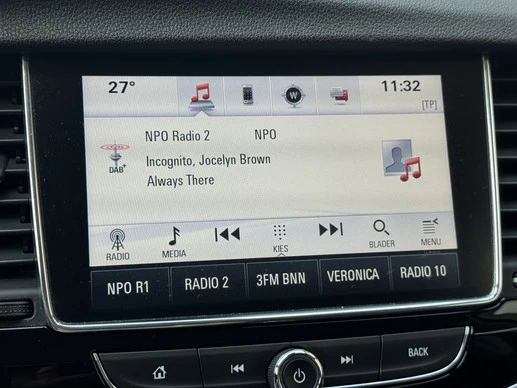 27°
11:32
W
[TP]
NPO Radio 2 NPO
DAB+
Incognito, Jocelyn Brown
Always There
RADIO
MEDIA
KIES
BLADER
MENU
NPO R1
RADIO 2
3FM BNN
VERONICA
RADIO 10
BACK